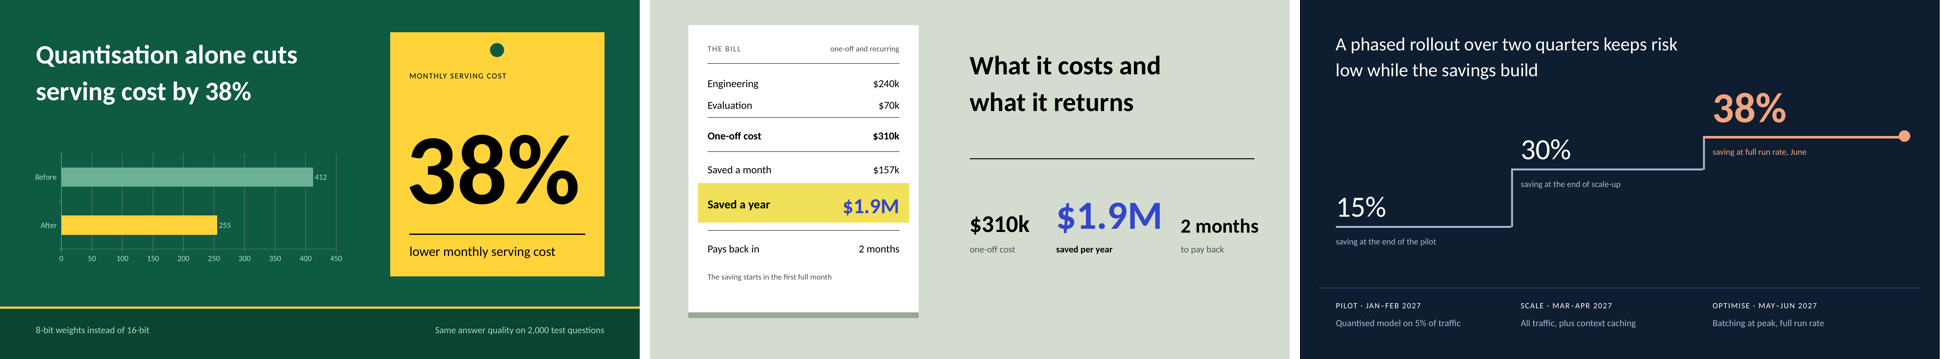 Quantisation alone cuts
serving cost by 38%
Before
412
After
255
0 50 100 150 200 250 300 350 400 450
MONTHLY SERVING COST
38%
lower monthly serving cost
8-bit weights instead of 16-bit
Same answer quality on 2,000 test questions
THE BILL one-off and recurring
Engineering $240k
Evaluation $70k
One-off cost $310k
Saved a month $157k
Saved a year $1.9M
Pays back in 2 months
The saving starts in the first full month
What it costs and
what it returns
$310k
one-off cost
$1.9M
saved per year
2 months
to pay back
A phased rollout over two quarters keeps risk
low while the savings build
15%
saving at the end of the pilot
30%
saving at the end of scale-up
38%
saving at full run rate, June
PILOT · JAN–FEB 2027
Quantised model on 5% of traffic
SCALE · MAR–APR 2027
All traffic, plus context caching
OPTIMISE · MAY–JUN 2027
Batching at peak, full run rate